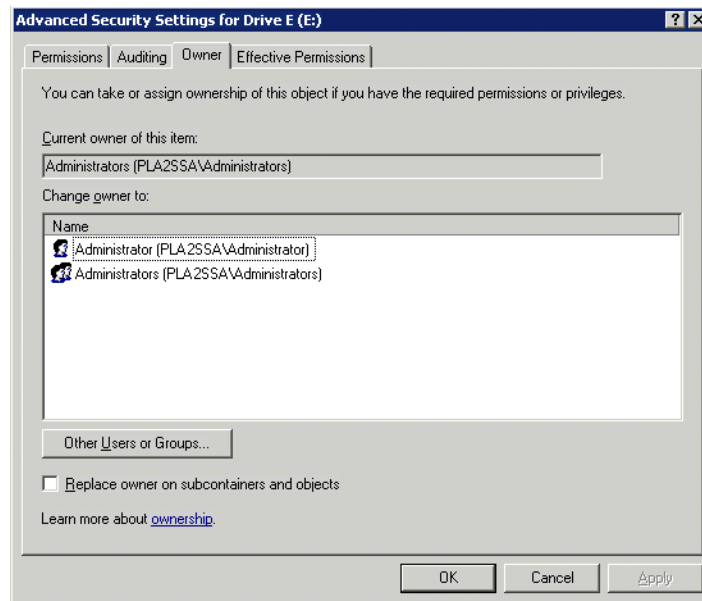 Advanced Security Settings for Drive E (E:)
Permissions Auditing Owner Effective Permissions
You can take or assign ownership of this object if you have the required permissions or privileges.
Current owner of this item:
Administrators (PLA2SSA\Administrators)
Change owner to:
Name
Administrator (PLA2SSA\Administrator)
Administrators (PLA2SSA\Administrators)
Other Users or Groups...
Replace owner on subcontainers and objects
Learn more about ownership.
OK Cancel Apply